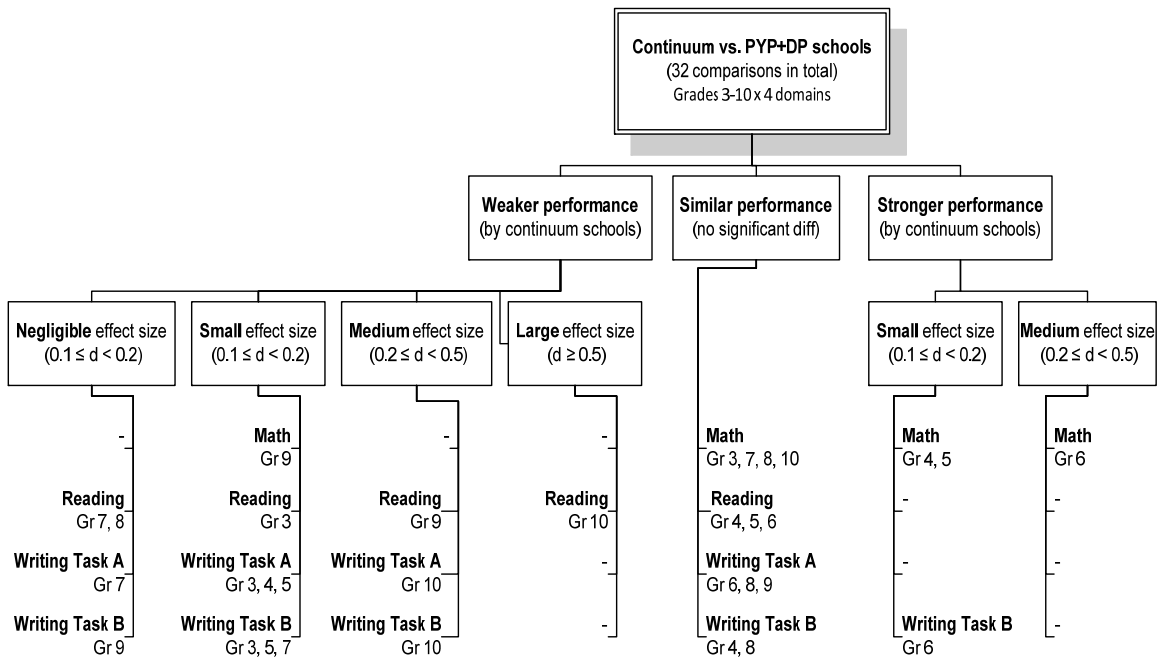 Continuum vs. PYP+DP schools
(32 comparisons in total)
Grades 3-10 x 4 domains
Weaker performance
(by continuum schools)
Similar performance
(no significant diff)
Stronger performance
(by continuum schools)
Negligible effect size
(0.1 ≤ d < 0.2)
Small effect size
(0.1 ≤ d < 0.2)
Medium effect size
(0.2 ≤ d < 0.5)
Large effect size
(d ≥ 0.5)
Small effect size
(0.1 ≤ d < 0.2)
Medium effect size
(0.2 ≤ d < 0.5)
-
Reading
Gr 7, 8
Writing Task A
Gr 7
Writing Task B
Gr 9
Math
Gr 9
Reading
Gr 3
Writing Task A
Gr 3, 4, 5
Writing Task B
Gr 3, 5, 7
-
Reading
Gr 9
Writing Task A
Gr 10
Writing Task B
Gr 10
-
Reading
Gr 10
-
-
Math
Gr 3, 7, 8, 10
Reading
Gr 4, 5, 6
Writing Task A
Gr 6, 8, 9
Writing Task B
Gr 4, 8
Math
Gr 4, 5
-
-
Writing Task B
Gr 6
Math
Gr 6
-
-
-